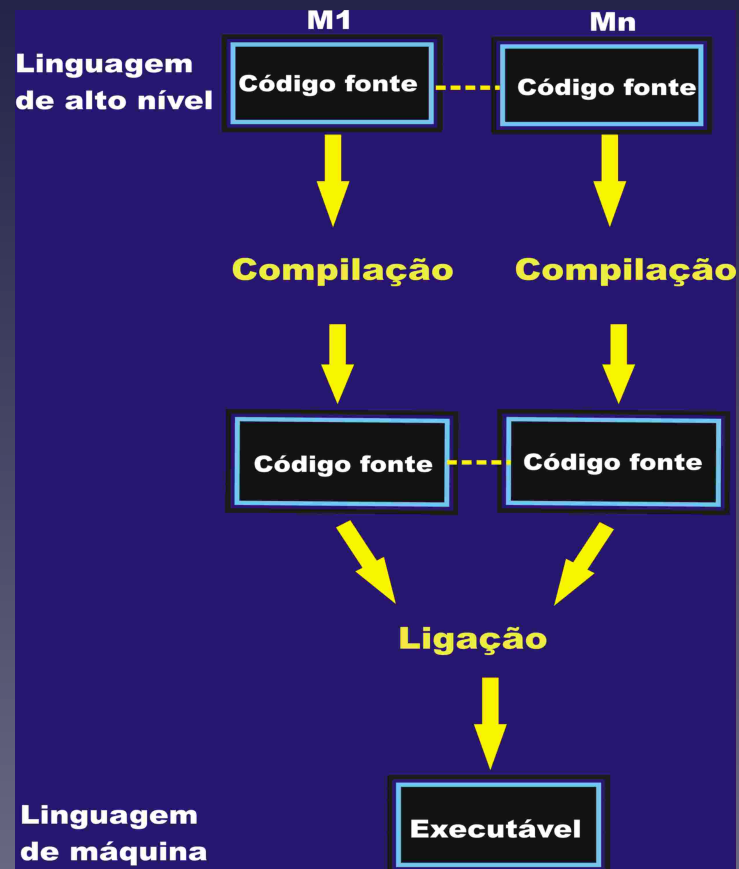 M1
Mn
Linguagem
de alto nível
Código fonte
Código fonte
Compilação
Compilação
Código fonte
Código fonte
Ligação
Linguagem
de máquina
Executável